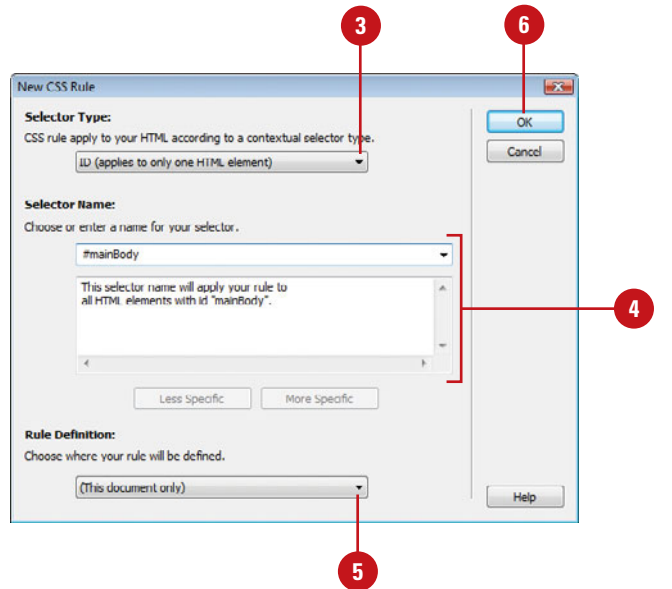 3
6
New CSS Rule
Selector Type:
CSS rule apply to your HTML according to a contextual selector type.
ID (applies to only one HTML element)
OK
Cancel
Selector Name:
Choose or enter a name for your selector.
#mainBody
This selector name will apply your rule to
all HTML elements with id "mainBody".
4
Less Specific
More Specific
Rule Definition:
Choose where your rule will be defined.
(This document only)
Help
5